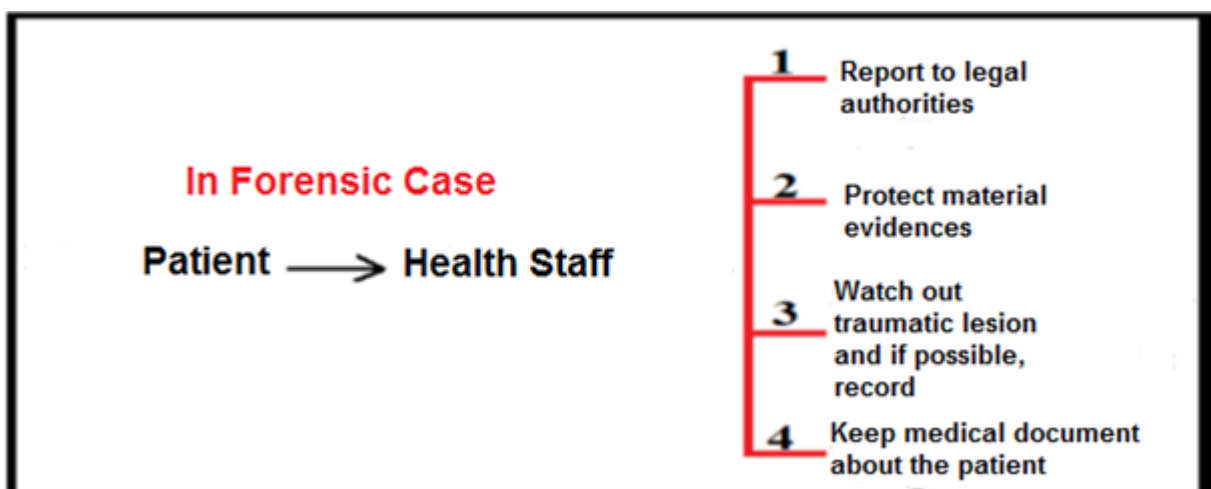 In Forensic Case
Patient → Health Staff
1
Report to legal
authorities
2
Protect material
evidences
3
Watch out
traumatic lesion
and if possible,
record
4
Keep medical document
about the patient